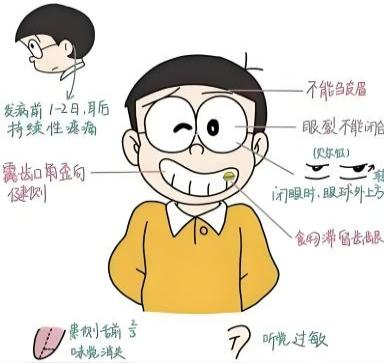 发病前1-2日,耳后
持续性疼痛
不能皱眉
眼裂不能闭合
(贝尔征)
露齿口角歪向
健侧
闭眼时、眼球外上方
转
食物滞留齿龈
患侧舌前2/3
味觉消失
听觉过敏